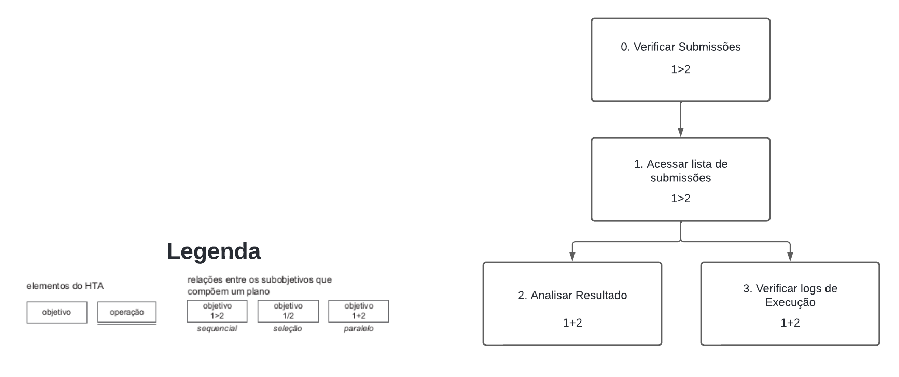 0. Verificar Submissões
1>2
1. Acessar lista de
submissões
1>2
2. Analisar Resultado
1+2
3. Verificar logs de
Execução
1+2
Legenda
elementos do HTA
objetivo
operação
relações entre os subobjetivos que
compõem um plano
objetivo
1>2
sequencial
objetivo
1/2
seleção
objetivo
1+2
paralelo